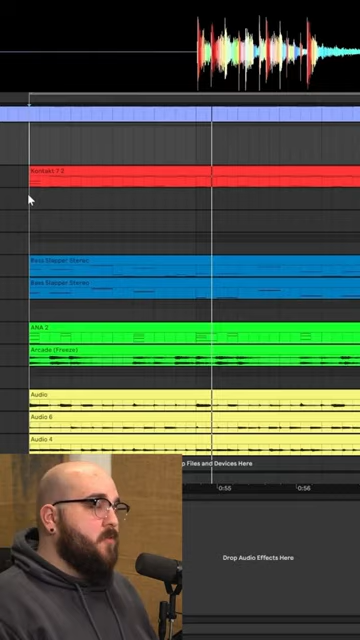 Kontakt 7 2
Bass Slapper Stereo
Bass Slapper Stereo
ANA 2
Arcade (Freeze)
Audio
Audio 6
Audio 4
p Files and Devices Here
0:55
0:56
Drop Audio Effects Here